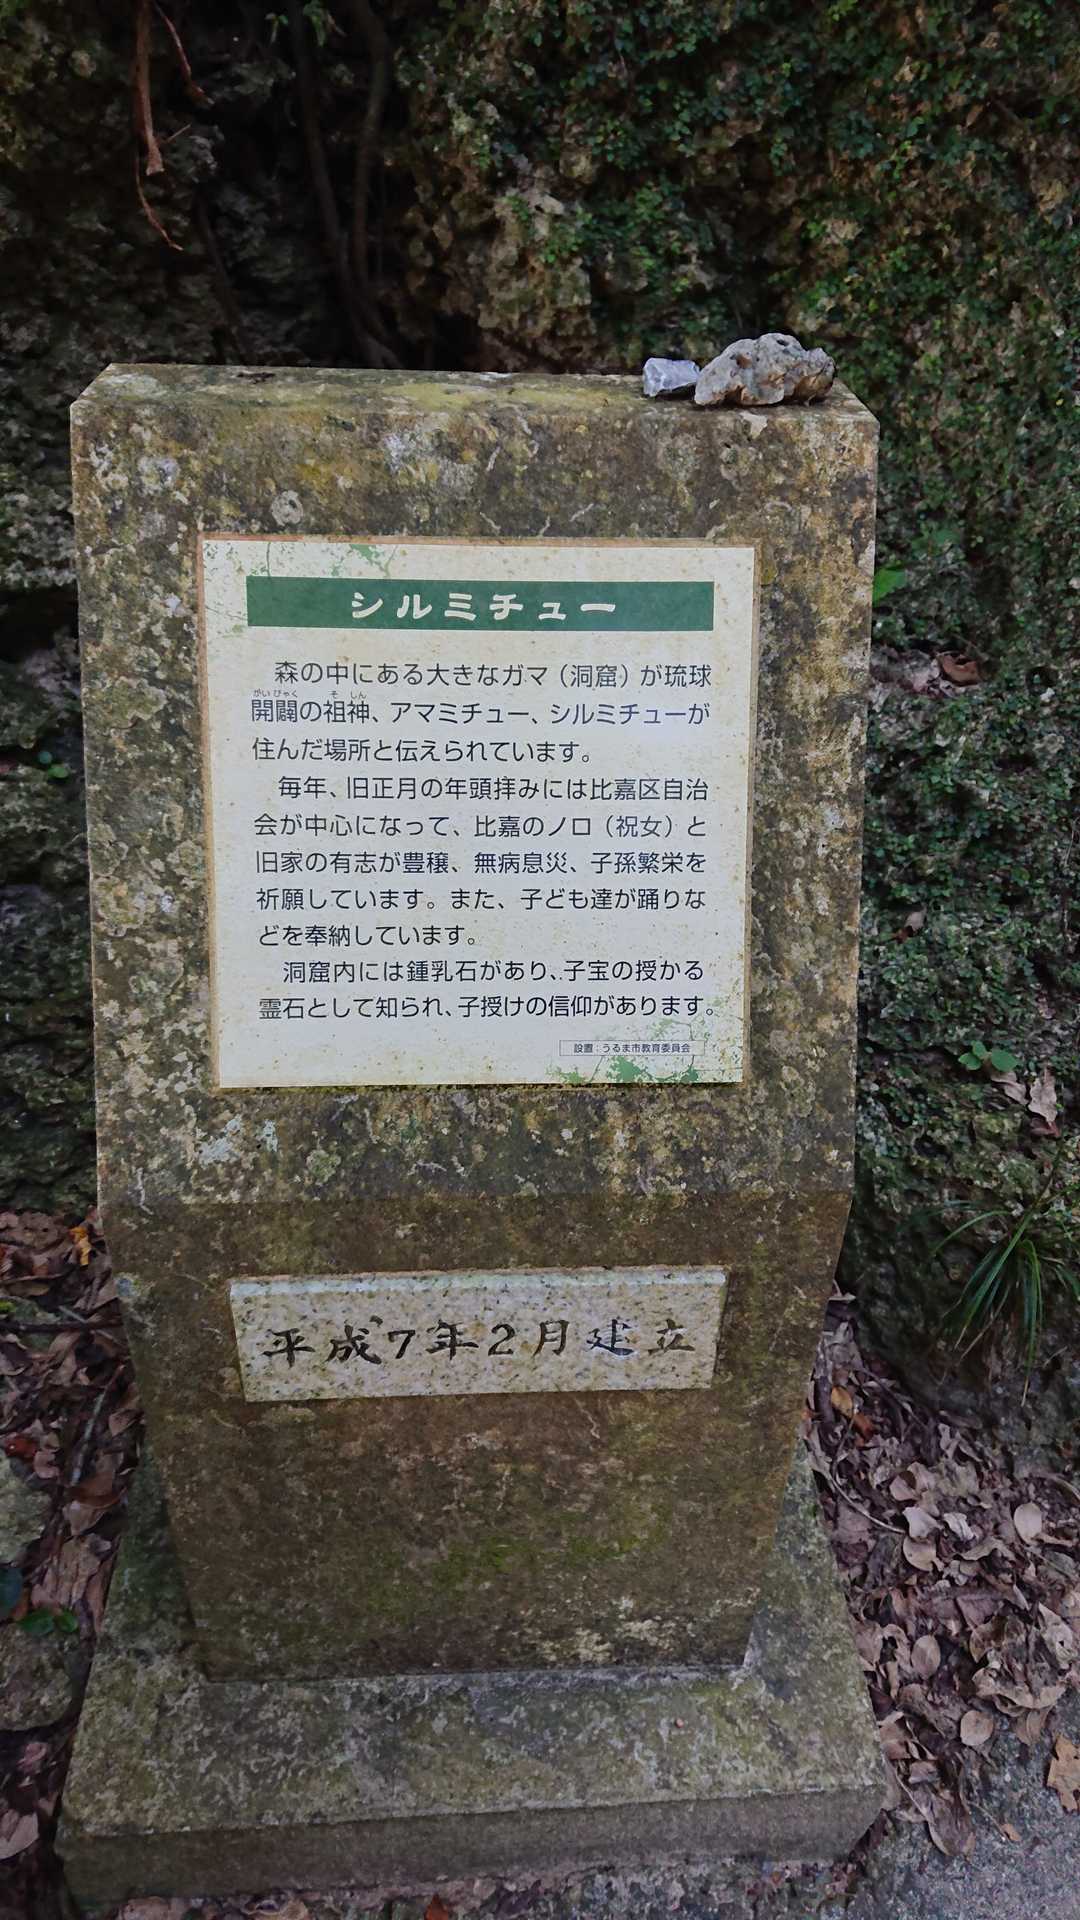 シルミチュー
森の中にある大きなガマ（洞窟）が琉球
開闢の祖神、アマミチュー、シルミチューが
かいびゃく そしん
住んだ場所と伝えられています。
毎年、旧正月の年頭拝みには比嘉区自治
会が中心になって、比嘉のノロ（祝女）と
旧家の有志が豊穣、無病息災、子孫繁栄を
祈願しています。また、子ども達が踊りな
どを奉納しています。
洞窟内には鍾乳石があり、子宝の授かる
霊石として知られ、子授けの信仰があります。
設置：うるま市教育委員会
平成7年2月建立